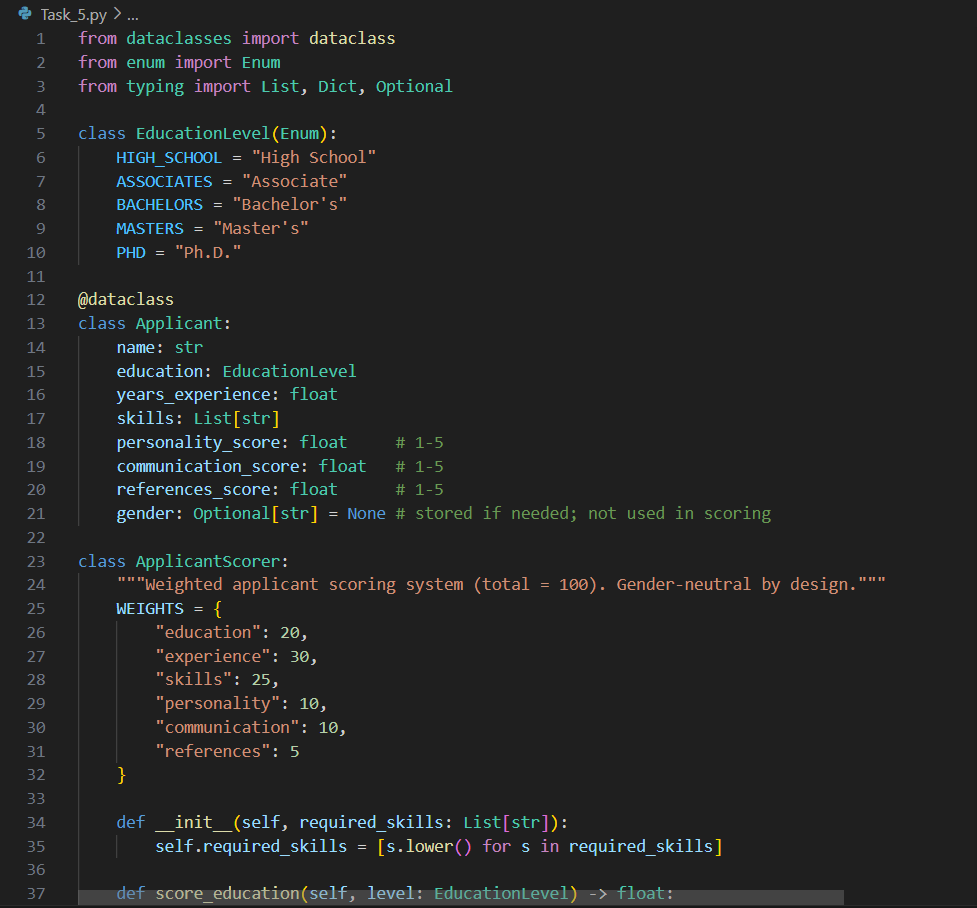 Task_5.py > ...
1 from dataclasses import dataclass
2 from enum import Enum
3 from typing import List, Dict, Optional
4
5 class EducationLevel(Enum):
6     HIGH_SCHOOL = "High School"
7     ASSOCIATES = "Associate"
8     BACHELORS = "Bachelor's"
9     MASTERS = "Master's"
10     PHD = "Ph.D."
11
12 @dataclass
13 class Applicant:
14     name: str
15     education: EducationLevel
16     years_experience: float
17     skills: List[str]
18     personality_score: float     # 1-5
19     communication_score: float   # 1-5
20     references_score: float      # 1-5
21     gender: Optional[str] = None # stored if needed; not used in scoring
22
23 class ApplicantScorer:
24     """Weighted applicant scoring system (total = 100). Gender-neutral by design."""
25     WEIGHTS = {
26         "education": 20,
27         "experience": 30,
28         "skills": 25,
29         "personality": 10,
30         "communication": 10,
31         "references": 5
32     }
33
34     def __init__(self, required_skills: List[str]):
35         self.required_skills = [s.lower() for s in required_skills]
36
37     def score_education(self, level: EducationLevel) -> float: